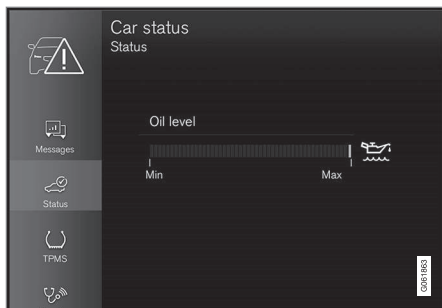 Car status
Status
Messages
Status
TPMS
Oil level
Min Max
G061863